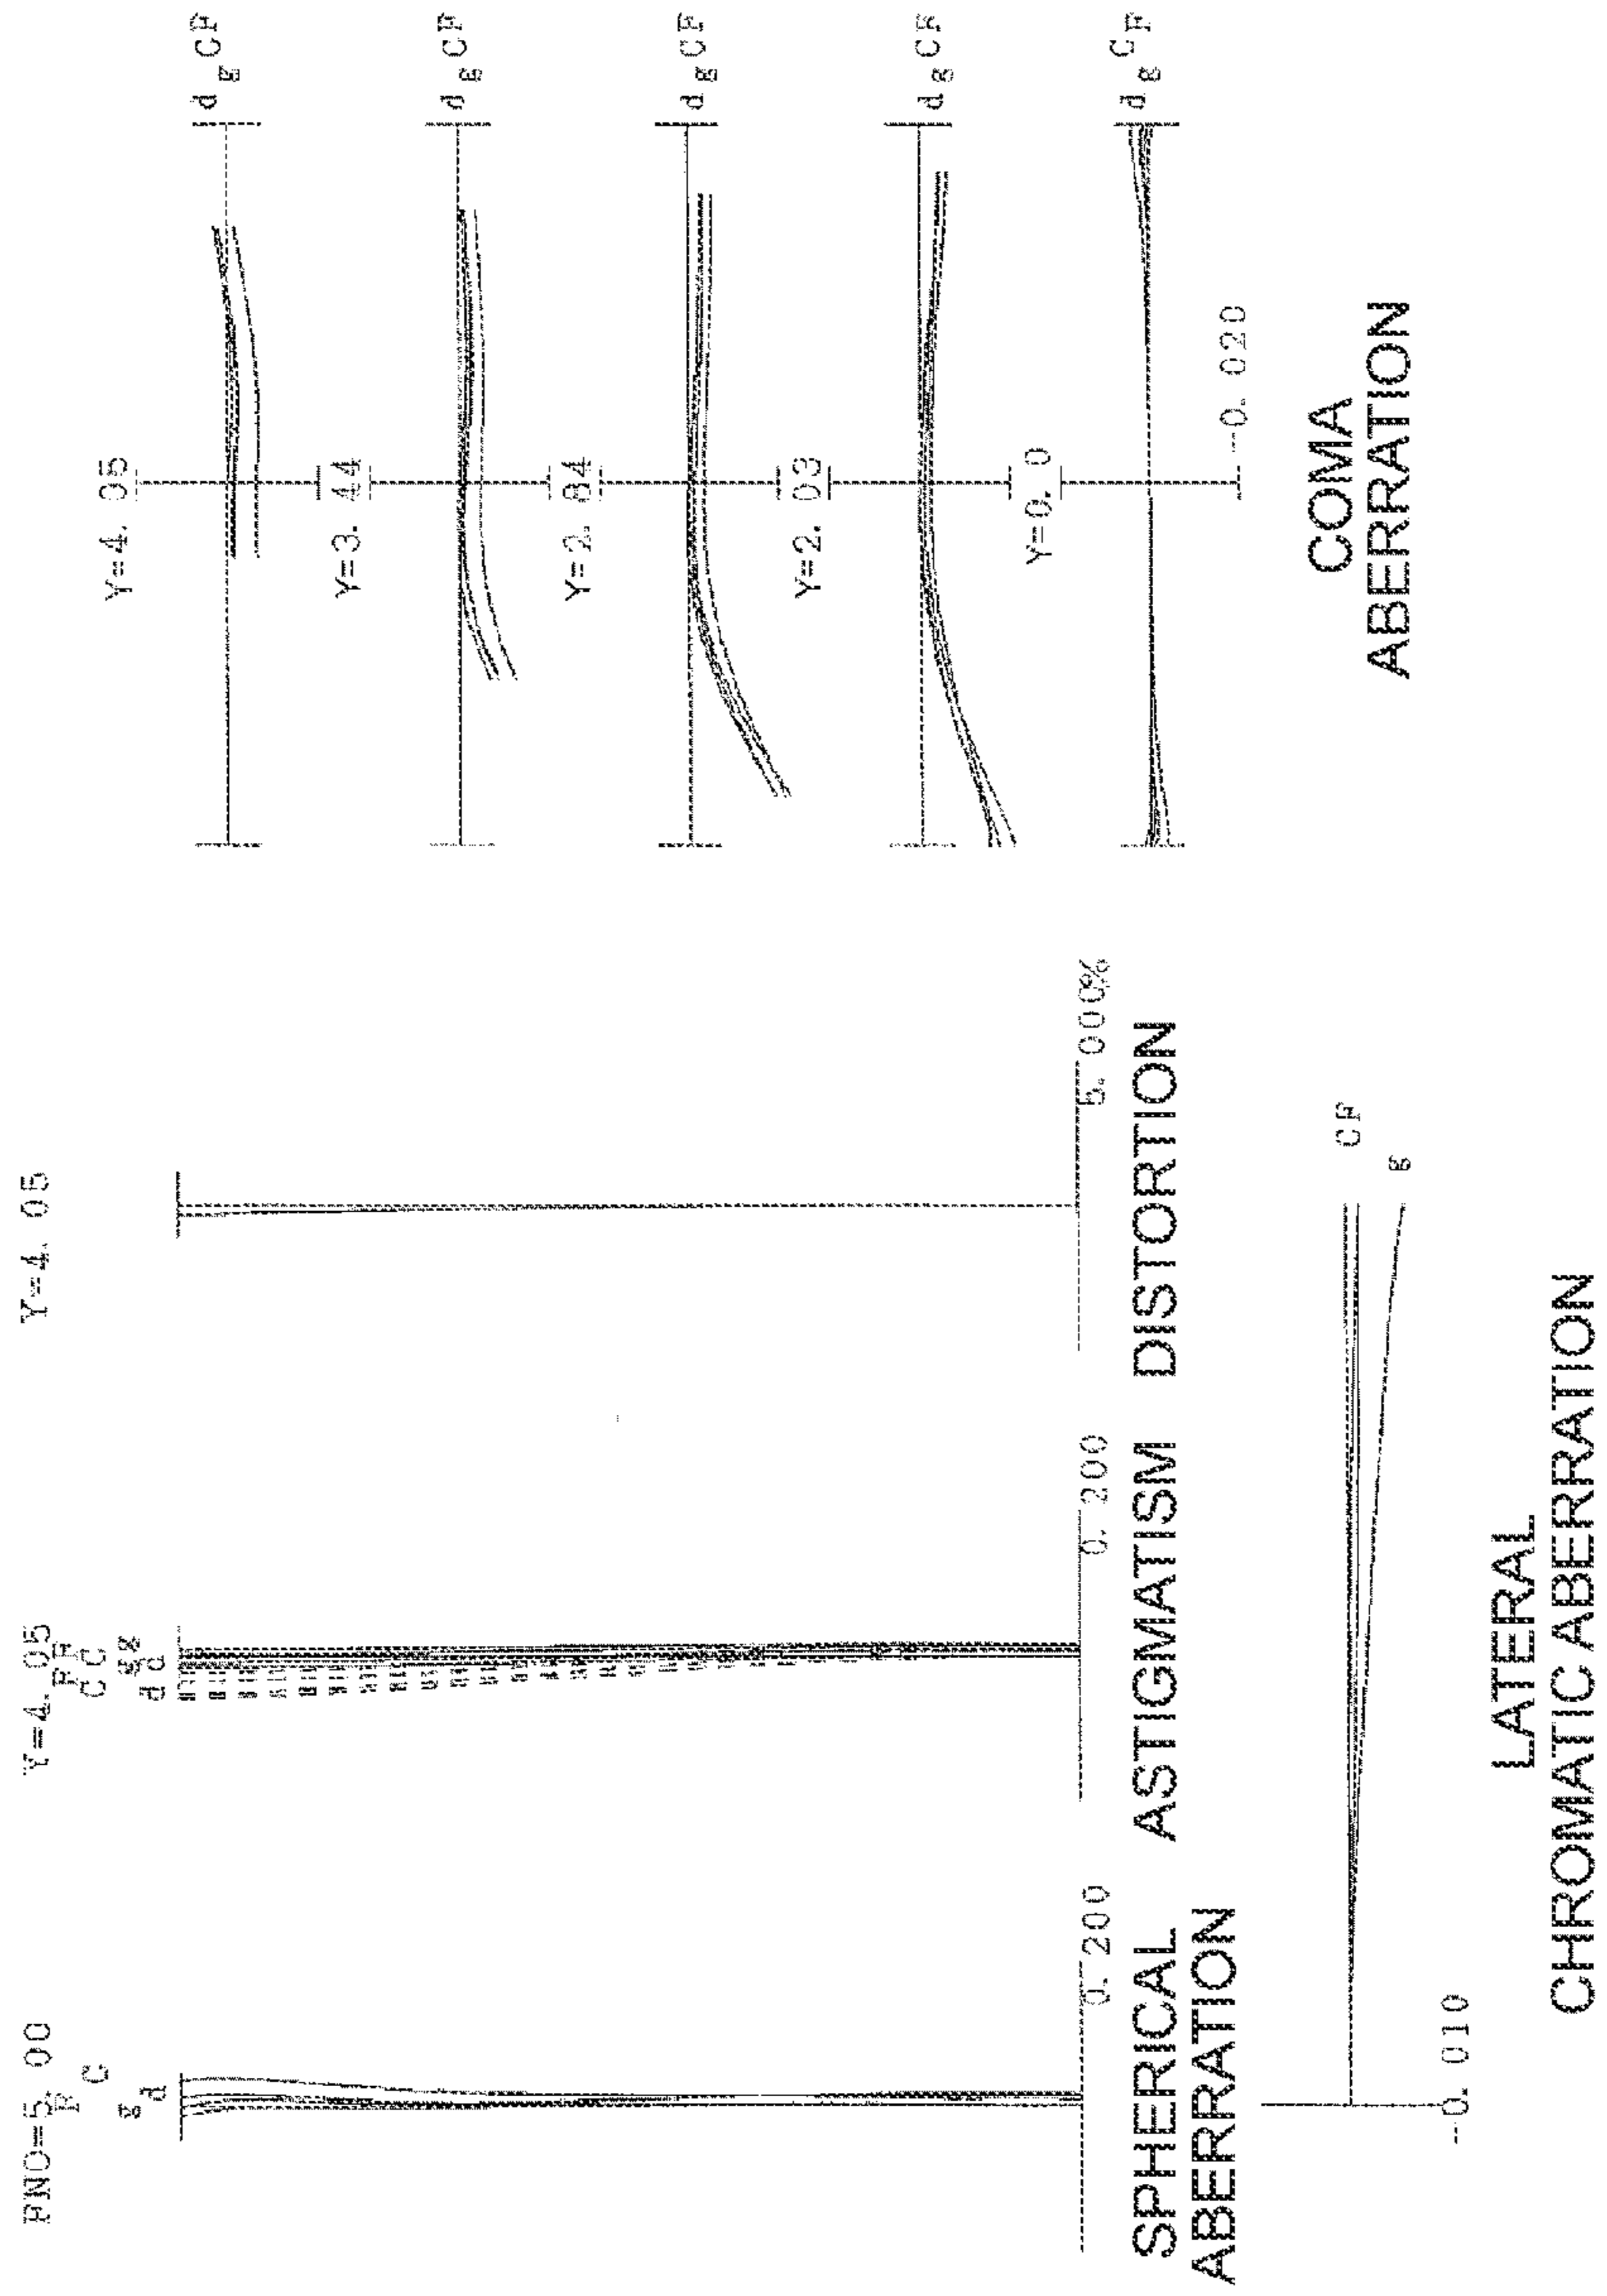 FNO=5.00
F C
g d
0.200
SPHERICAL
ABERRATION
Y=4.05
F F
C C
g g
d d
0.200
ASTIGMATISM
Y=4.05
5.000%
DISTORTION
CF
g
-0.010
LATERAL
CHROMATIC ABERRATION
Y=4.05
d g CF
Y=3.44
d g CF
Y=2.84
d g CF
Y=2.03
d g CF
Y=0.0
d g CF
-0.020
COMA
ABERRATION